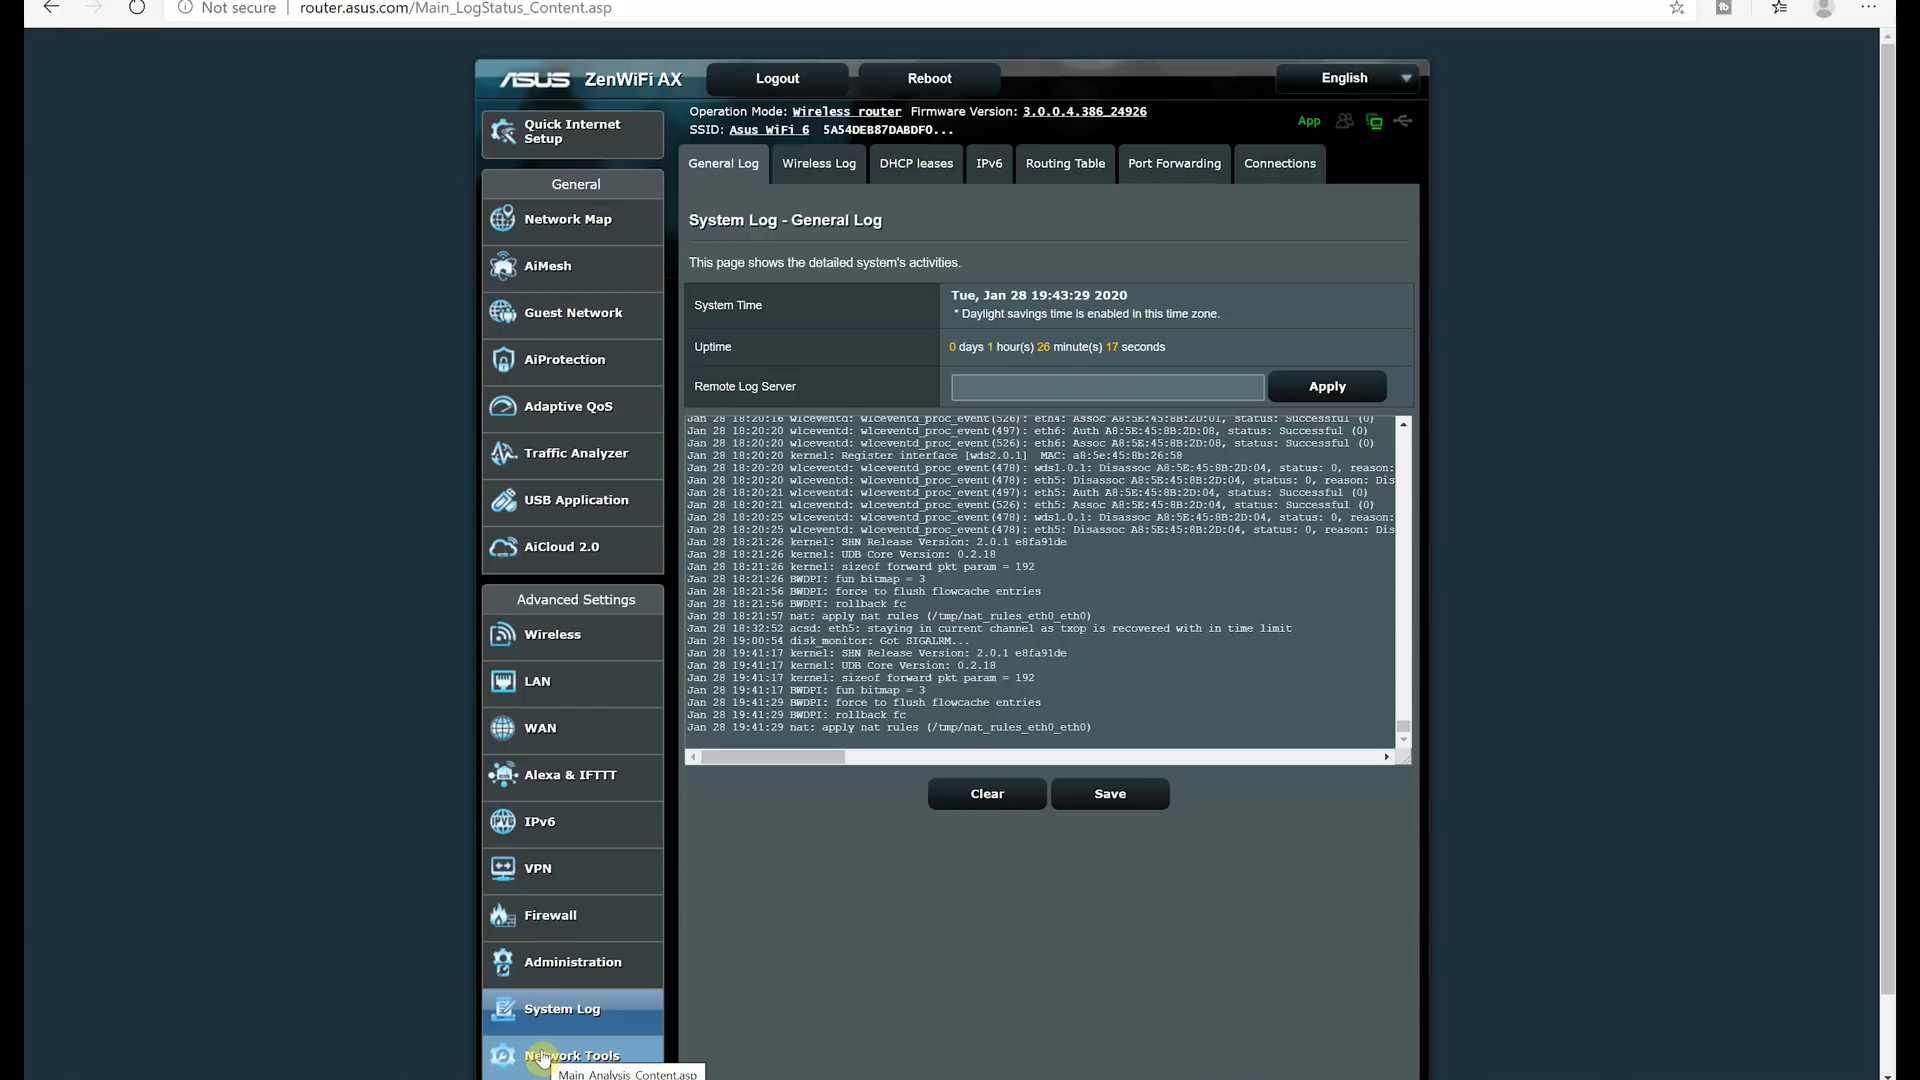 Not secure router.asus.com/Main_LogStatus_Content.asp
ASUS ZenWiFi AX Logout Reboot English
Quick Internet
Setup
Operation Mode: Wireless router Firmware Version: 3.0.0.4.386_24926
SSID: Asus WiFi 6 5A54DEB87DABDF0...
App
General Log Wireless Log DHCP leases IPv6 Routing Table Port Forwarding Connections
General
Network Map
AiMesh
Guest Network
AiProtection
Adaptive QoS
Traffic Analyzer
USB Application
AiCloud 2.0
Advanced Settings
Wireless
LAN
WAN
Alexa & IFTTT
IPv6
VPN
Firewall
Administration
System Log
Network Tools
Main_Analysis_Content.asp
System Log - General Log
This page shows the detailed system's activities.
System Time
Tue, Jan 28 19:43:29 2020
* Daylight savings time is enabled in this time zone.
Uptime
0 days 1 hour(s) 26 minute(s) 17 seconds
Remote Log Server Apply
Jan 28 18:20:16 wlceventd: wlceventd_proc_event(526): eth4: Assoc A8:5E:45:8B:2D:01, status: Successful (0)
Jan 28 18:20:20 wlceventd: wlceventd_proc_event(497): eth6: Auth A8:5E:45:8B:2D:08, status: Successful (0)
Jan 28 18:20:20 wlceventd: wlceventd_proc_event(526): eth6: Assoc A8:5E:45:8B:2D:08, status: Successful (0)
Jan 28 18:20:20 kernel: Register interface [wds2.0.1] MAC: a8:5e:45:8b:26:58
Jan 28 18:20:20 wlceventd: wlceventd_proc_event(478): wds1.0.1: Disassoc A8:5E:45:8B:2D:04, status: 0, reason:
Jan 28 18:20:20 wlceventd: wlceventd_proc_event(478): eth5: Disassoc A8:5E:45:8B:2D:04, status: 0, reason: Dis
Jan 28 18:20:21 wlceventd: wlceventd_proc_event(497): eth5: Auth A8:5E:45:8B:2D:04, status: Successful (0)
Jan 28 18:20:21 wlceventd: wlceventd_proc_event(526): eth5: Assoc A8:5E:45:8B:2D:04, status: Successful (0)
Jan 28 18:20:25 wlceventd: wlceventd_proc_event(478): wds1.0.1: Disassoc A8:5E:45:8B:2D:04, status: 0, reason:
Jan 28 18:20:25 wlceventd: wlceventd_proc_event(478): eth5: Disassoc A8:5E:45:8B:2D:04, status: 0, reason: Dis
Jan 28 18:21:26 kernel: SHN Release Version: 2.0.1 e8fa91de
Jan 28 18:21:26 kernel: UDB Core Version: 0.2.18
Jan 28 18:21:26 kernel: sizeof forward pkt param = 192
Jan 28 18:21:26 BWDPI: fun bitmap = 3
Jan 28 18:21:56 BWDPI: force to flush flowcache entries
Jan 28 18:21:56 BWDPI: rollback fc
Jan 28 18:21:57 nat: apply nat rules (/tmp/nat_rules_eth0_eth0)
Jan 28 18:32:52 acsd: eth5: staying in current channel as txop is recovered with in time limit
Jan 28 19:00:54 disk_monitor: Got SIGALRM...
Jan 28 19:41:17 kernel: SHN Release Version: 2.0.1 e8fa91de
Jan 28 19:41:17 kernel: UDB Core Version: 0.2.18
Jan 28 19:41:17 kernel: sizeof forward pkt param = 192
Jan 28 19:41:17 BWDPI: fun bitmap = 3
Jan 28 19:41:29 BWDPI: force to flush flowcache entries
Jan 28 19:41:29 BWDPI: rollback fc
Jan 28 19:41:29 nat: apply nat rules (/tmp/nat_rules_eth0_eth0)
Clear Save